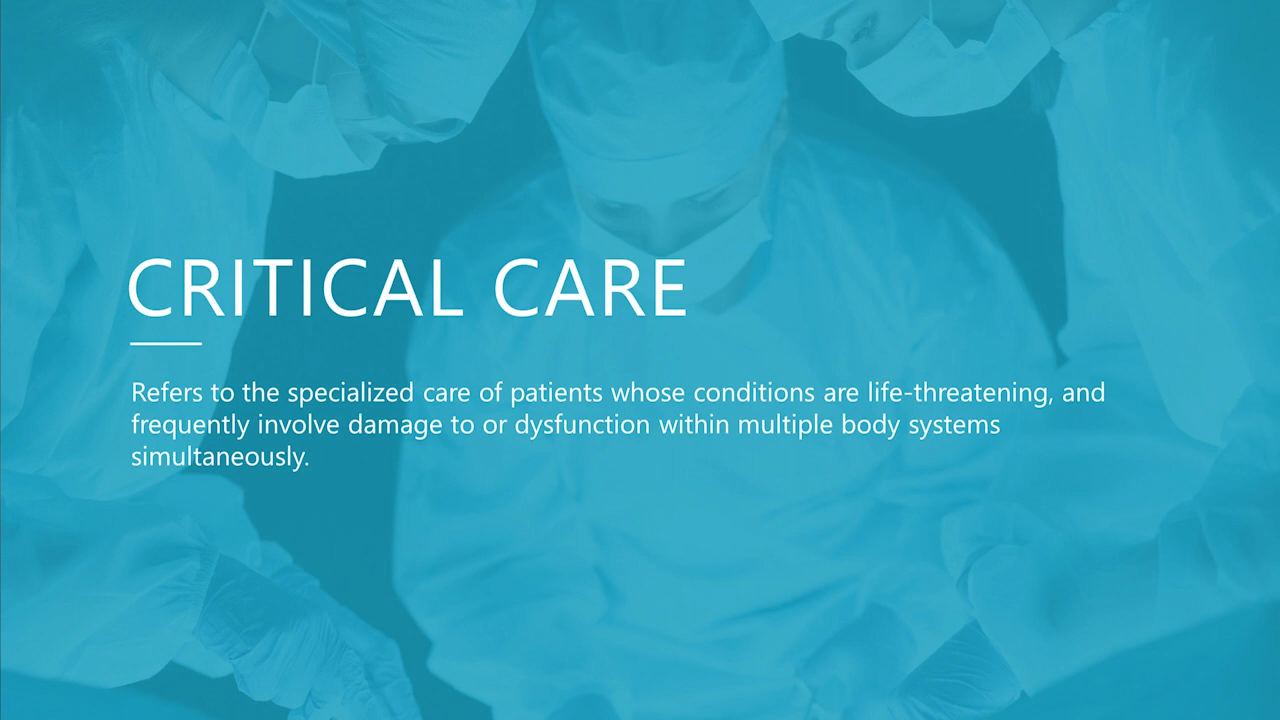 CRITICAL CARE
Refers to the specialized care of patients whose conditions are life-threatening, and
frequently involve damage to or dysfunction within multiple body systems
simultaneously.